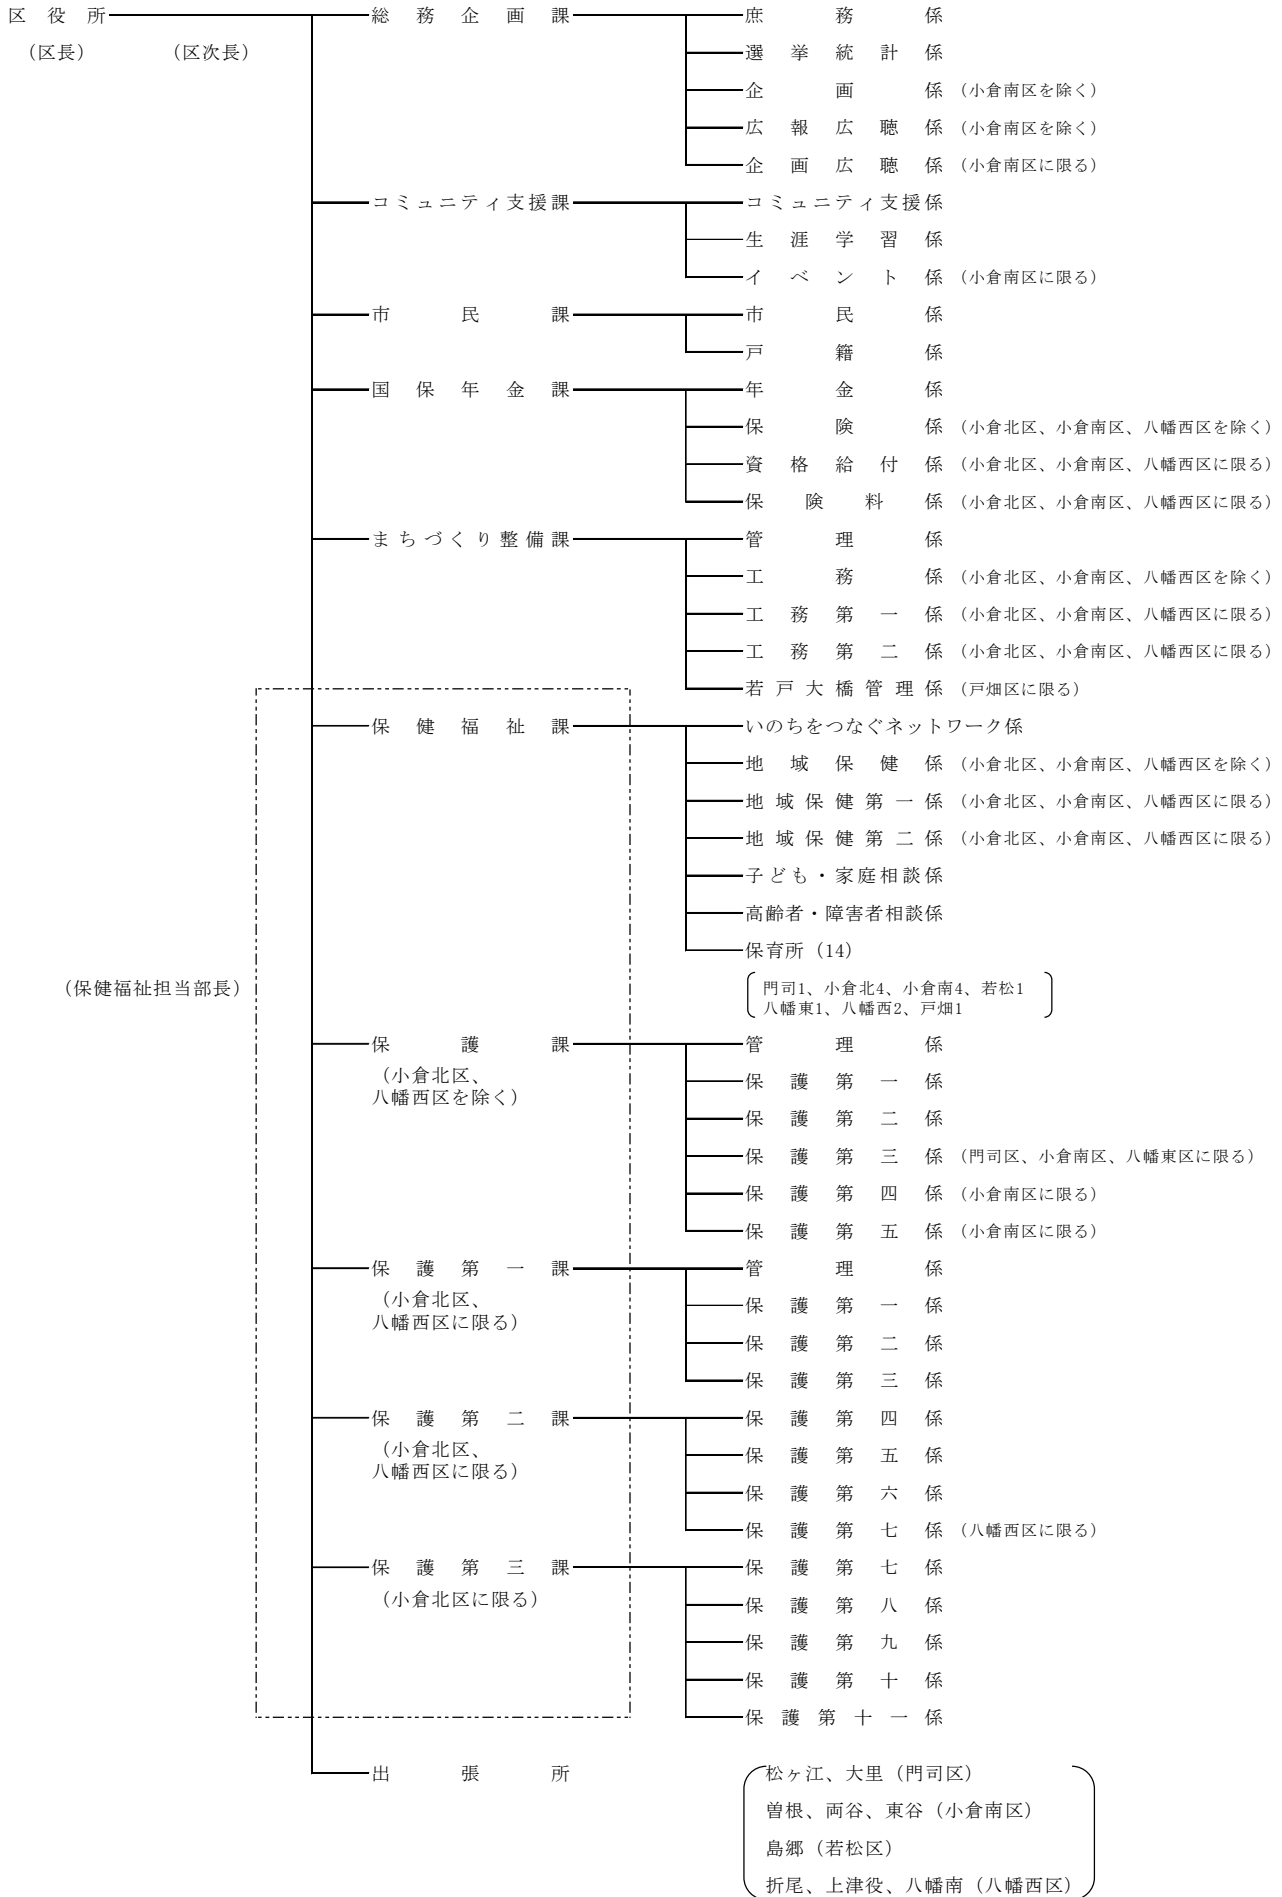 区役所 総務企画課 庶務係
（区長） （区次長） 選挙統計係
企画係（小倉南区を除く）
広報広聴係（小倉南区を除く）
企画広聴係（小倉南区に限る）
コミュニティ支援課 コミュニティ支援係
生涯学習係
イベント係（小倉南区に限る）
市民課 市民係
戸籍係
国保年金課 年金係
保険係（小倉北区、小倉南区、八幡西区を除く）
資格給付係（小倉北区、小倉南区、八幡西区に限る）
保険料係（小倉北区、小倉南区、八幡西区に限る）
まちづくり整備課 管理係
工務係（小倉北区、小倉南区、八幡西区を除く）
工務第一係（小倉北区、小倉南区、八幡西区に限る）
工務第二係（小倉北区、小倉南区、八幡西区に限る）
若戸大橋管理係（戸畑区に限る）
保健福祉課 いのちをつなぐネットワーク係
地域保健係（小倉北区、小倉南区、八幡西区を除く）
地域保健第一係（小倉北区、小倉南区、八幡西区に限る）
地域保健第二係（小倉北区、小倉南区、八幡西区に限る）
子ども・家庭相談係
高齢者・障害者相談係
保育所（14）
（保健福祉担当部長） 門司1、小倉北4、小倉南4、若松1
八幡東1、八幡西2、戸畑1
保護課 管理係
（小倉北区、
八幡西区を除く）
保護第一係
保護第二係
保護第三係（門司区、小倉南区、八幡東区に限る）
保護第四係（小倉南区に限る）
保護第五係（小倉南区に限る）
保護第一課 管理係
（小倉北区、
八幡西区に限る）
保護第一係
保護第二係
保護第三係
保護第二課 保護第四係
（小倉北区、
八幡西区に限る）
保護第五係
保護第六係
保護第七係（八幡西区に限る）
保護第三課 保護第七係
（小倉北区に限る）
保護第八係
保護第九係
保護第十係
保護第十一係
出張所 松ヶ江、大里（門司区）
曽根、両谷、東谷（小倉南区）
島郷（若松区）
折尾、上津役、八幡南（八幡西区）